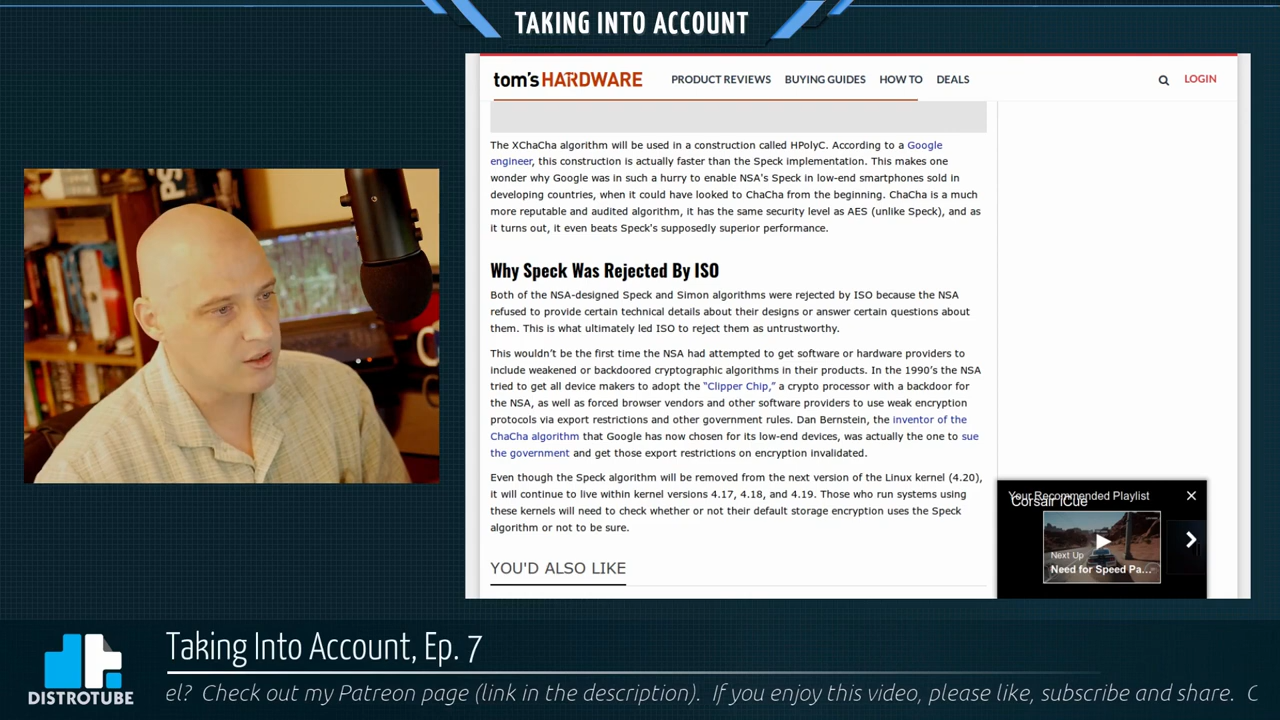 TAKING INTO ACCOUNT
tom's HARDWARE
PRODUCT REVIEWS BUYING GUIDES HOW TO DEALS
LOGIN
The XChaCha algorithm will be used in a construction called HPolyC. According to a Google
engineer, this construction is actually faster than the Speck implementation. This makes one
wonder why Google was in such a hurry to enable NSA's Speck in low-end smartphones sold in
developing countries, when it could have looked to ChaCha from the beginning. ChaCha is a much
more reputable and audited algorithm, it has the same security level as AES (unlike Speck), and as
it turns out, it even beats Speck's supposedly superior performance.
Why Speck Was Rejected By ISO
Both of the NSA-designed Speck and Simon algorithms were rejected by ISO because the NSA
refused to provide certain technical details about their designs or answer certain questions about
them. This is what ultimately led ISO to reject them as untrustworthy.
This wouldn't be the first time the NSA had attempted to get software or hardware providers to
include weakened or backdoored cryptographic algorithms in their products. In the 1990's the NSA
tried to get all device makers to adopt the “Clipper Chip,” a crypto processor with a backdoor for
the NSA, as well as forced browser vendors and other software providers to use weak encryption
protocols via export restrictions and other government rules. Dan Bernstein, the inventor of the
ChaCha algorithm that Google has now chosen for its low-end devices, was actually the one to sue
the government and get those export restrictions on encryption invalidated.
Even though the Speck algorithm will be removed from the next version of the Linux kernel (4.20),
it will continue to live within kernel versions 4.17, 4.18, and 4.19. Those who run systems using
these kernels will need to check whether or not their default storage encryption uses the Speck
algorithm or not to be sure.
YOU'D ALSO LIKE
Your Recommended Playlist
Corsair iCue
Next Up
Need for Speed Pa...
Taking Into Account, Ep. 7
DISTROTUBE
el? Check out my Patreon page (link in the description). If you enjoy this video, please like, subscribe and share. C